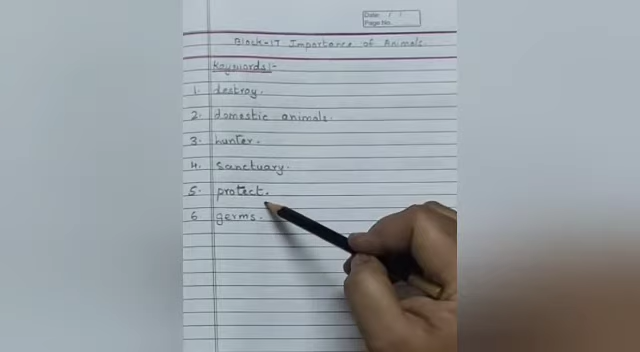 Date: / /
Page No.
Block-17 Importance of Animals.
Keywords:-
1. destroy.
2. domestic animals.
3. hunter.
4. sanctuary.
5. protect.
6 germs.